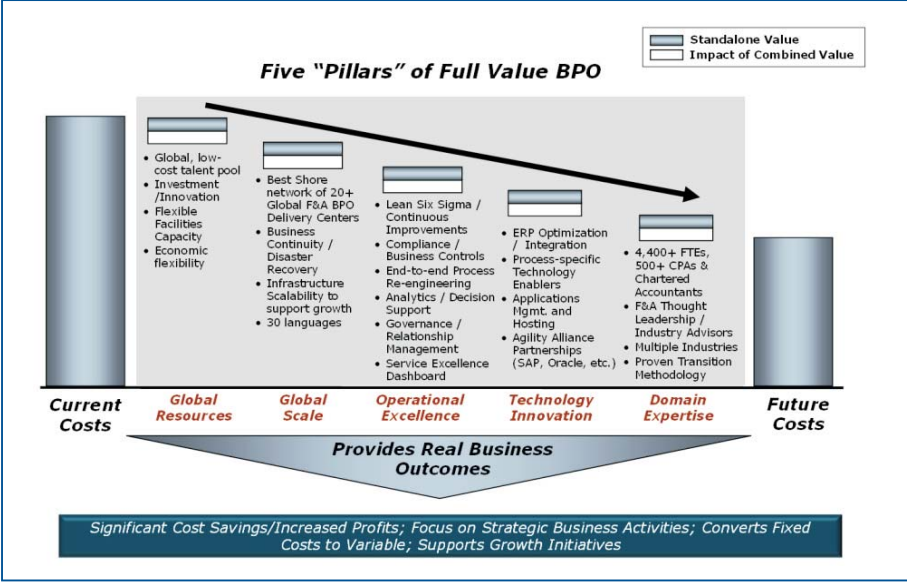 Standalone Value
Impact of Combined Value
Five “Pillars” of Full Value BPO
• Global, low-
cost talent pool
• Investment
/Innovation
• Flexible
Facilities
Capacity
• Economic
flexibility
• Best Shore
network of 20+
Global F&A BPO
Delivery Centers
• Business
Continuity /
Disaster
Recovery
• Infrastructure
Scalability to
support growth
• 30 languages
• Lean Six Sigma /
Continuous
Improvements
• Compliance /
Business Controls
• End-to-end Process
Re-engineering
• Analytics / Decision
Support
• Governance /
Relationship
Management
• Service Excellence
Dashboard
• ERP Optimization
/ Integration
• Process-specific
Technology
Enablers
• Applications
Mgmt. and
Hosting
• Agility Alliance
Partnerships
(SAP, Oracle, etc.)
• 4,400+ FTEs,
500+ CPAs &
Chartered
Accountants
• F&A Thought
Leadership /
Industry Advisors
• Multiple Industries
• Proven Transition
Methodology
Current
Costs
Global
Resources
Global
Scale
Operational
Excellence
Technology
Innovation
Domain
Expertise
Future
Costs
Provides Real Business
Outcomes
Significant Cost Savings/Increased Profits; Focus on Strategic Business Activities; Converts Fixed
Costs to Variable; Supports Growth Initiatives